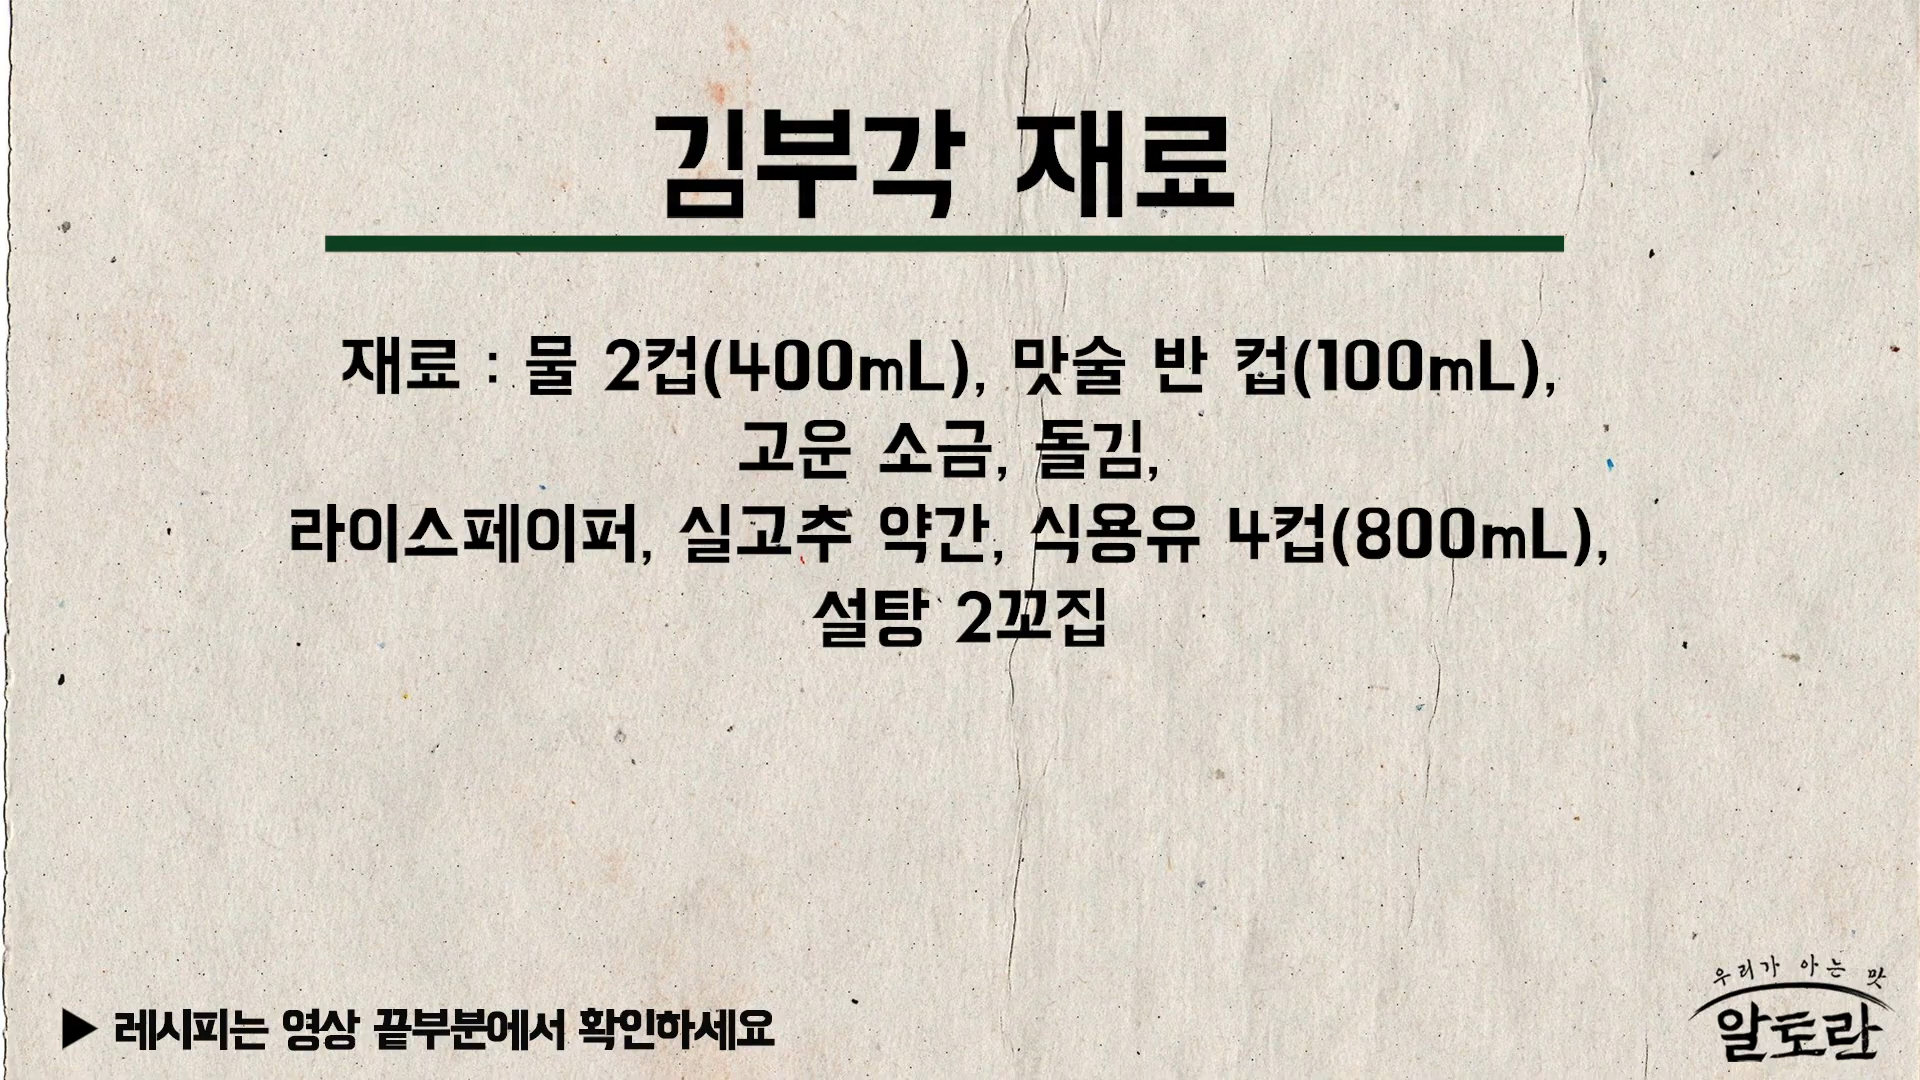 김부각 재료
재료 : 물 2컵(400mL), 맛술 반 컵(100mL),
고운 소금, 돌김,
라이스페이퍼, 실고추 약간, 식용유 4컵(800mL),
설탕 2꼬집
▶ 레시피는 영상 끝부분에서 확인하세요
우리가 아는 맛
알토란